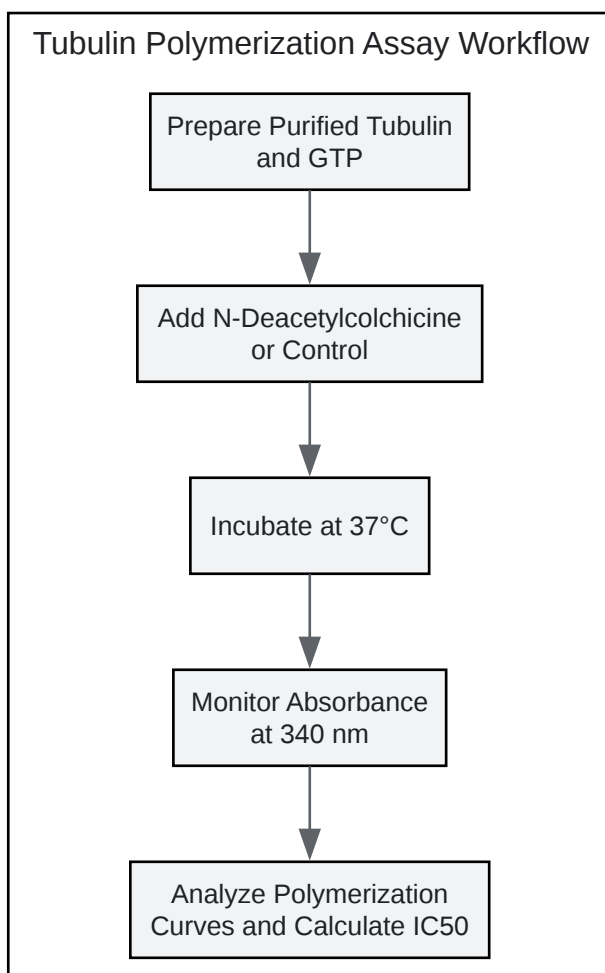 Tubulin Polymerization Assay Workflow
Prepare Purified Tubulin
and GTP
Add N-Deacetylcolchicine
or Control
Incubate at 37°C
Monitor Absorbance
at 340 nm
Analyze Polymerization
Curves and Calculate IC50